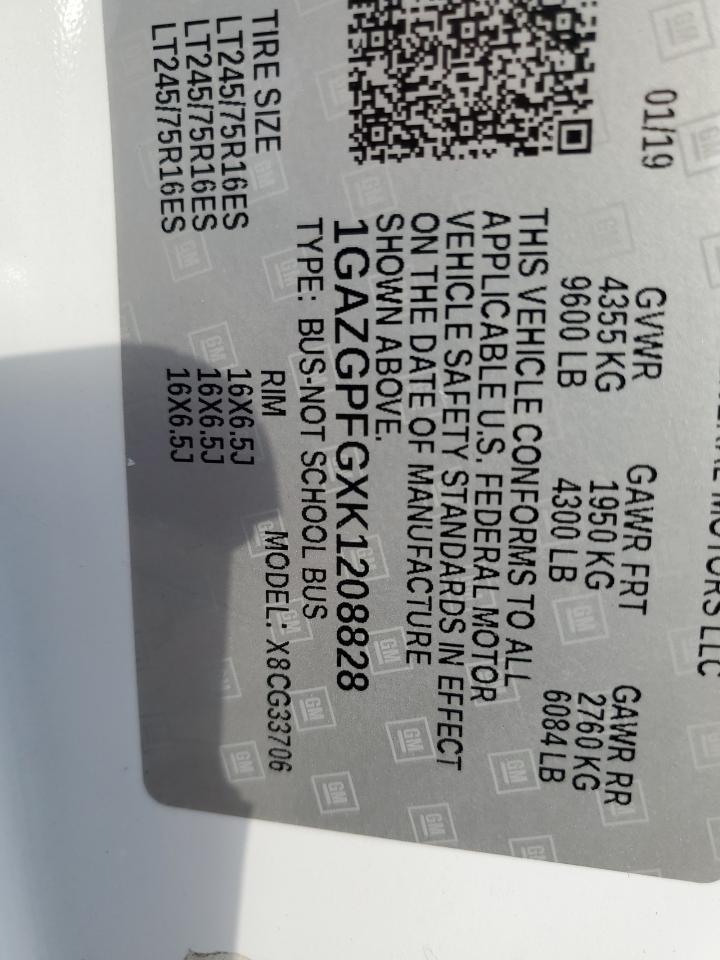 GENERAL MOTORS LLC
01/19
GVWR GAWR FRT GAWR RR
4355 KG 1950 KG 2760 KG
9600 LB 4300 LB 6084 LB
THIS VEHICLE CONFORMS TO ALL
APPLICABLE U.S. FEDERAL MOTOR
VEHICLE SAFETY STANDARDS IN EFFECT
ON THE DATE OF MANUFACTURE
SHOWN ABOVE.
1GAZGPFGXK1208828
TYPE: BUS-NOT SCHOOL BUS
MODEL: X8CG33706
TIRE SIZE RIM
LT245/75R16ES 16X6.5J
LT245/75R16ES 16X6.5J
LT245/75R16ES 16X6.5J
GM